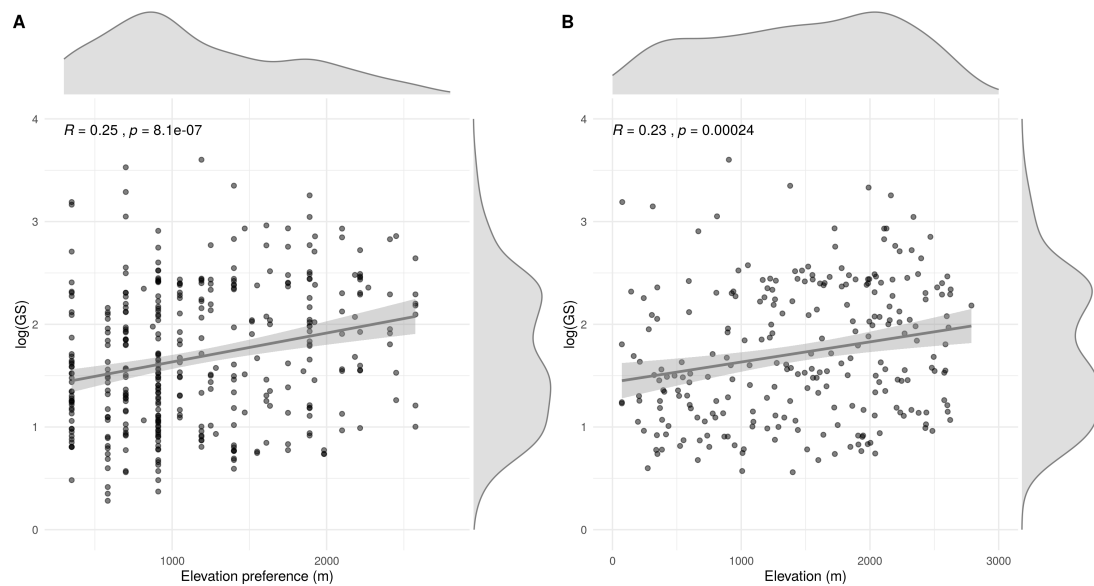 A
R = 0.25 , p = 8.1e-07
4
3
2
1
0
log(GS)
1000
2000
Elevation preference (m)
B
R = 0.23 , p = 0.00024
4
3
2
1
0
log(GS)
0
1000
2000
3000
Elevation (m)